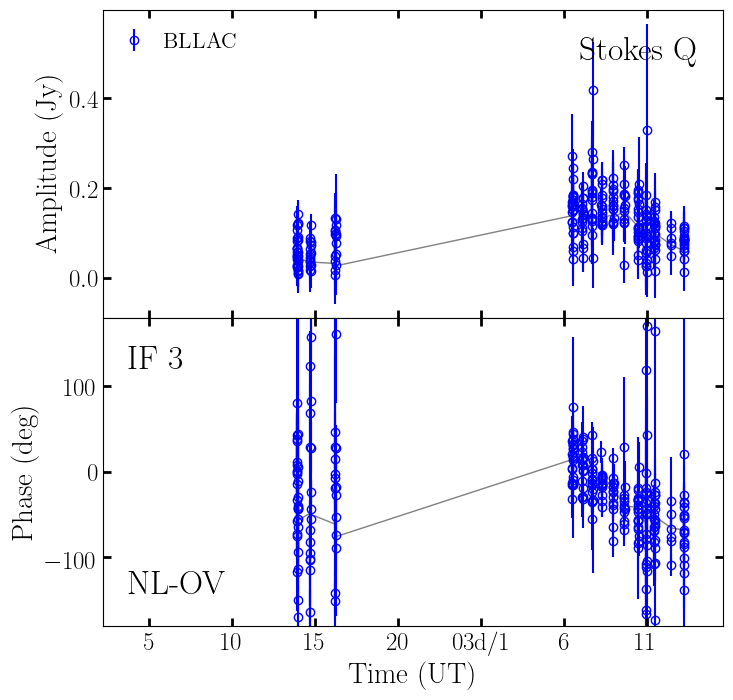 BLLAC
Stokes Q
Amplitude (Jy)
0.4
0.2
0.0
IF 3
NL-OV
Phase (deg)
100
0
−100
5 10 15 20 03d/1 6 11
Time (UT)